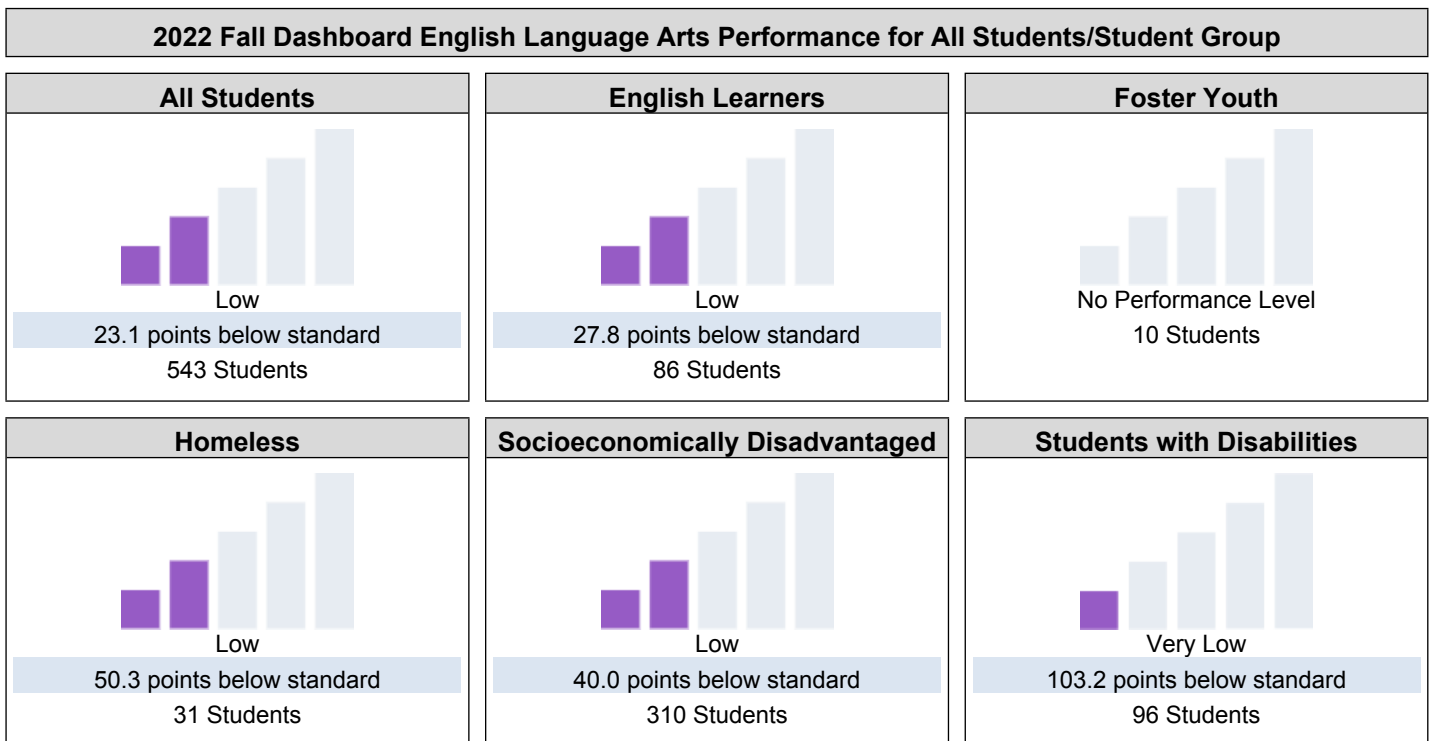 2022 Fall Dashboard English Language Arts Performance for All Students/Student Group
All Students
Low
23.1 points below standard
543 Students
English Learners
Low
27.8 points below standard
86 Students
Foster Youth
No Performance Level
10 Students
Homeless
Low
50.3 points below standard
31 Students
Socioeconomically Disadvantaged
Low
40.0 points below standard
310 Students
Students with Disabilities
Very Low
103.2 points below standard
96 Students